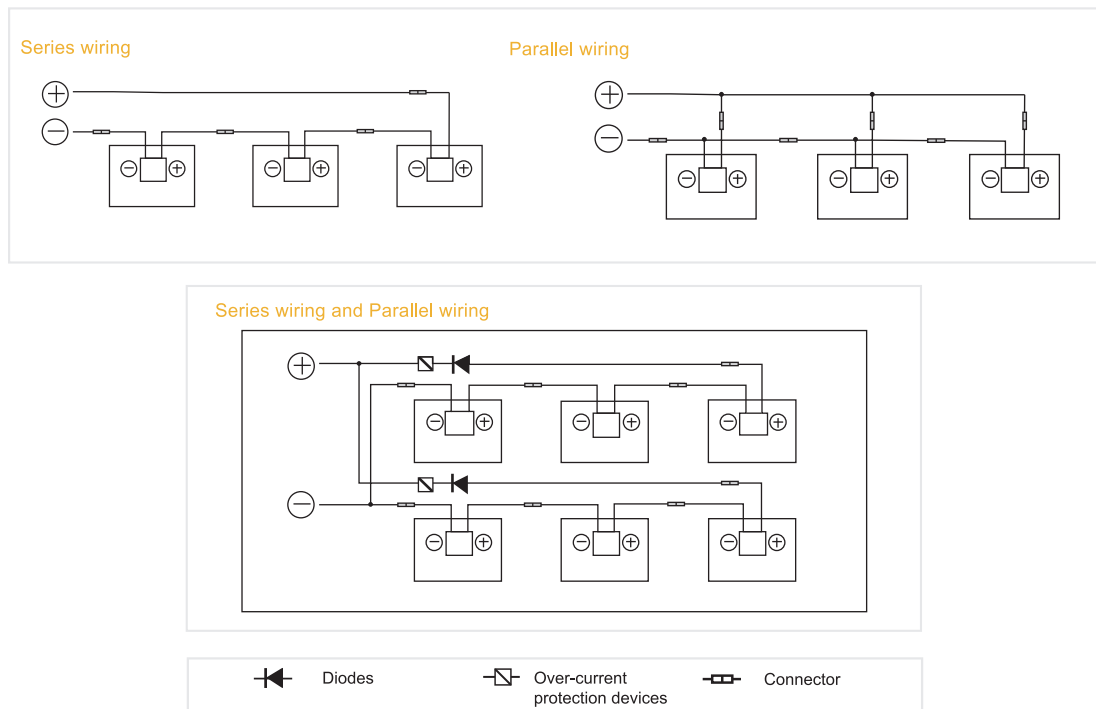 Series wiring
Parallel wiring
Series wiring and Parallel wiring
Diodes
Over-current
protection devices
Connector